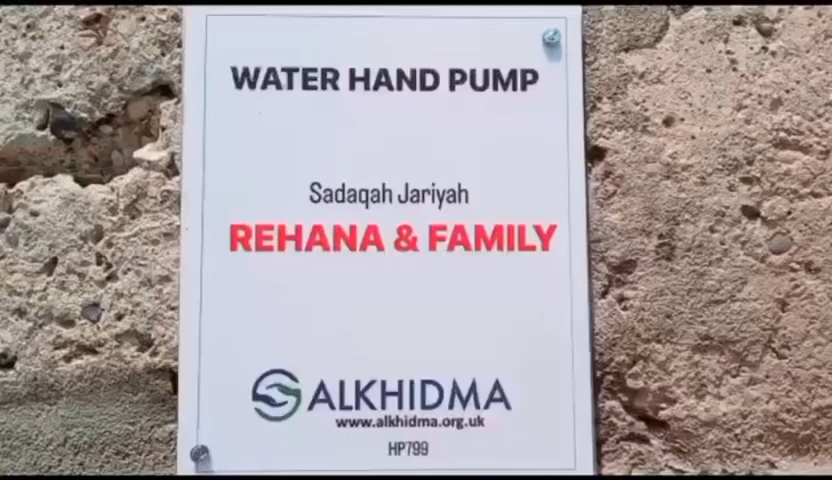 WATER HAND PUMP
Sadaqah Jariyah
REHANA & FAMILY
ALKHIDMA
www.alkhidma.org.uk
HP799